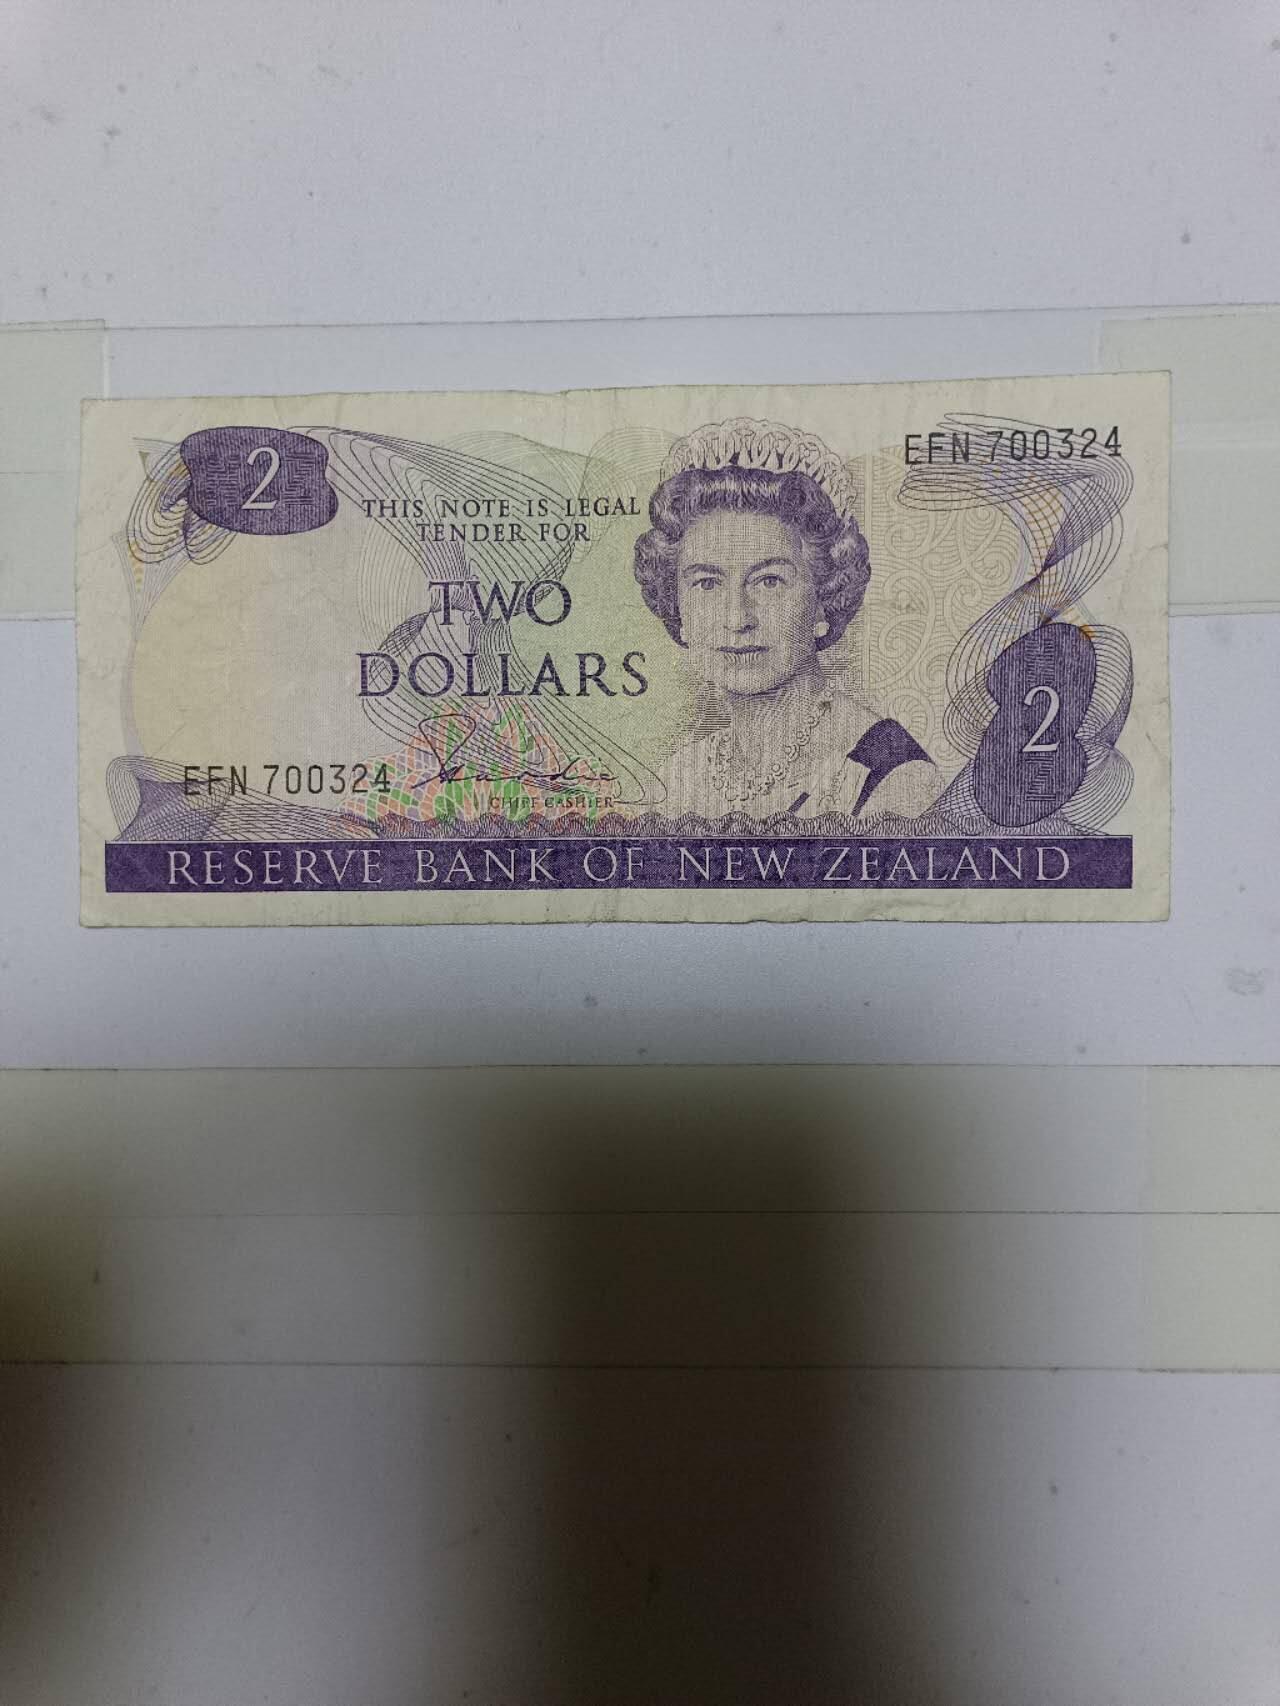 2
EFN 700324
THIS NOTE IS LEGAL
TENDER FOR
TWO
DOLLARS
2
EFN 700324
CHIEF CASHIER
RESERVE BANK OF NEW ZEALAND